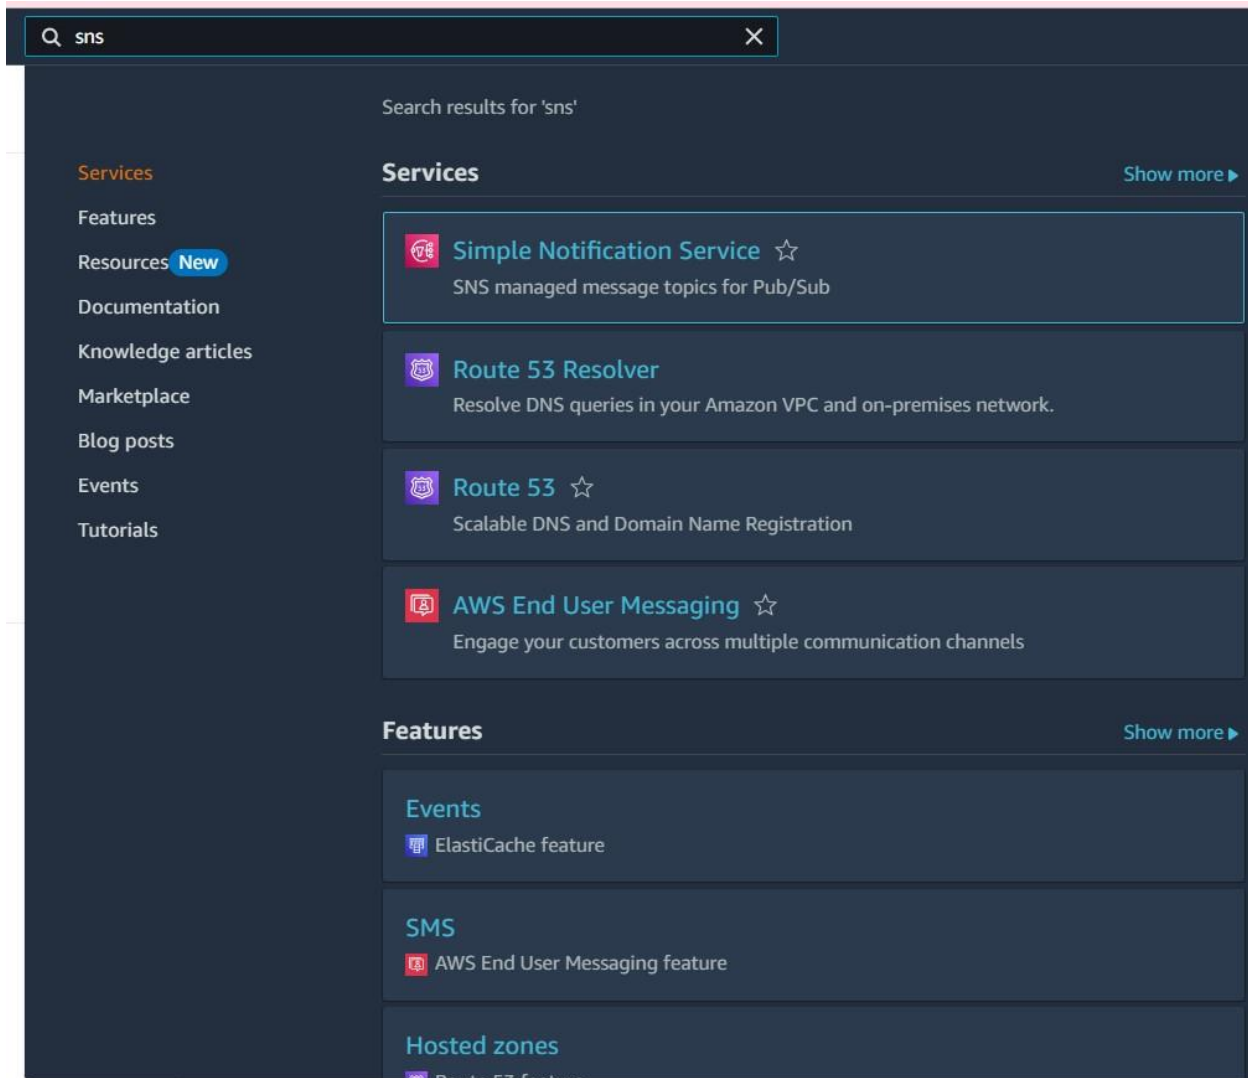 sns
Search results for 'sns'
Services
Features
Resources New
Documentation
Knowledge articles
Marketplace
Blog posts
Events
Tutorials
Services
Show more
Simple Notification Service
SNS managed message topics for Pub/Sub
Route 53 Resolver
Resolve DNS queries in your Amazon VPC and on-premises network.
Route 53
Scalable DNS and Domain Name Registration
AWS End User Messaging
Engage your customers across multiple communication channels
Features
Show more
Events
ElastiCache feature
SMS
AWS End User Messaging feature
Hosted zones
Route 53 feature